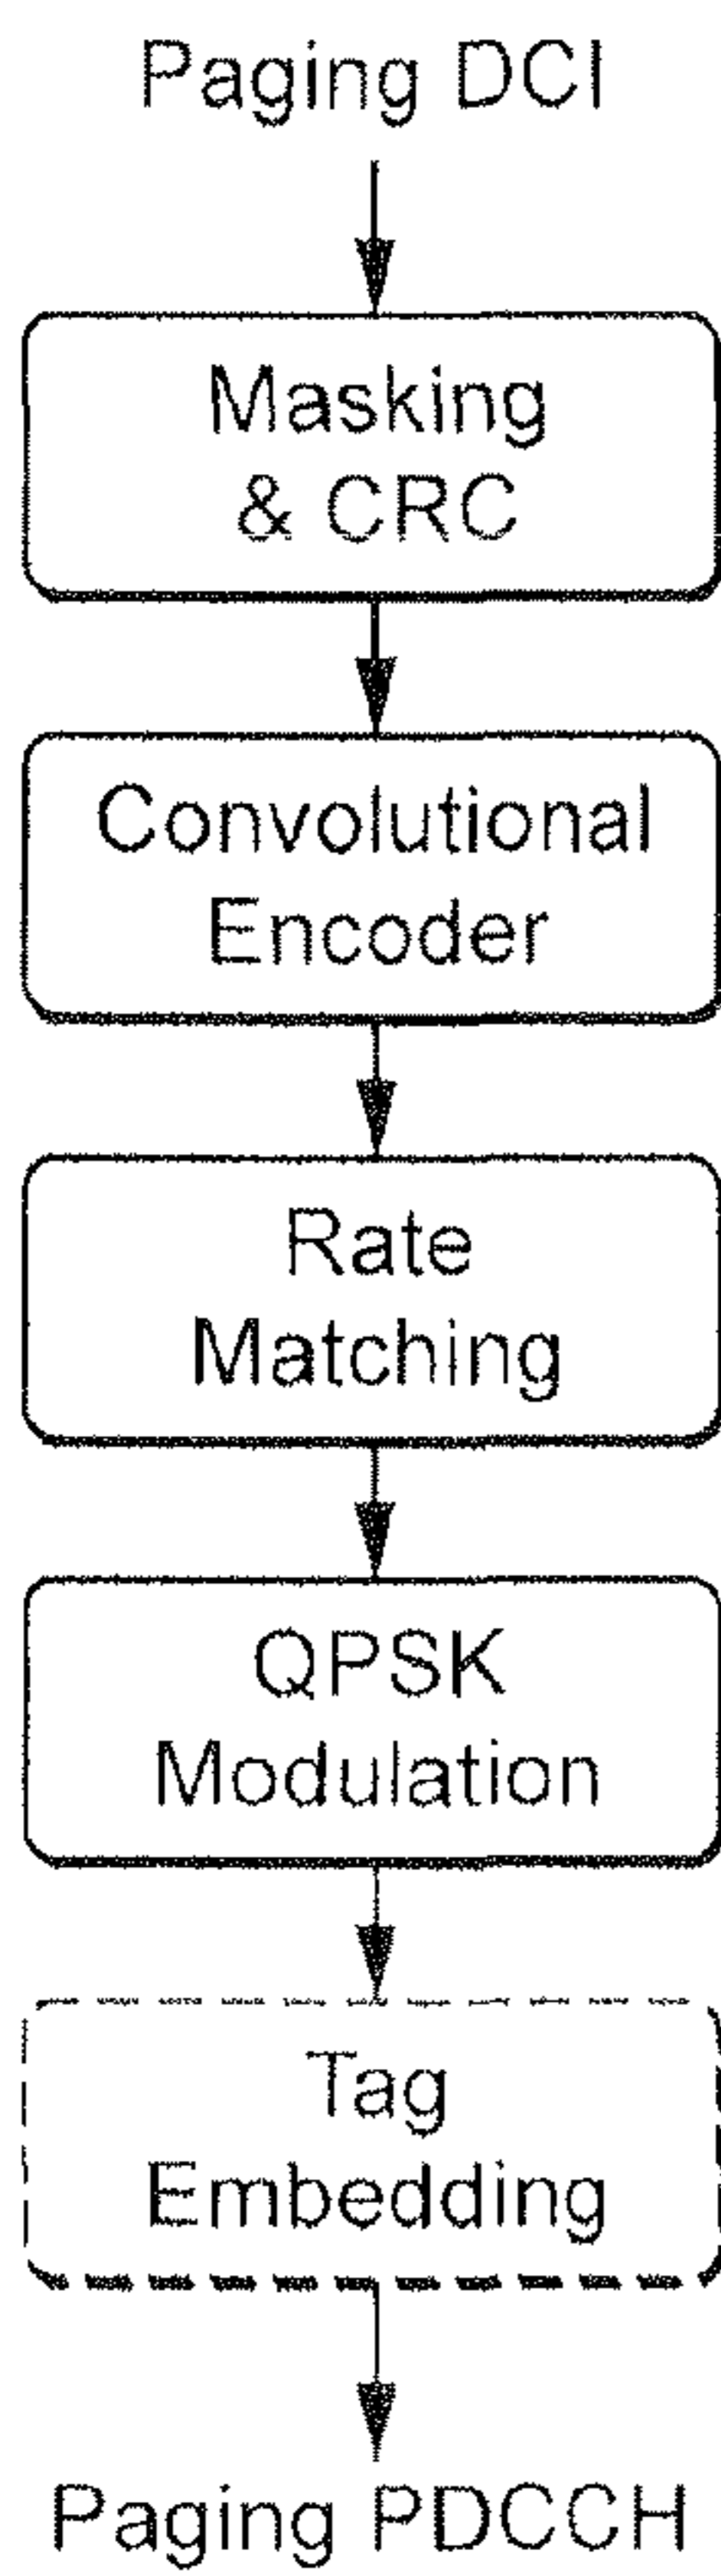 Paging DCI
Masking
& CRC
Convolutional
Encoder
Rate
Matching
QPSK
Modulation
Tag
Embedding
Paging PDCCH